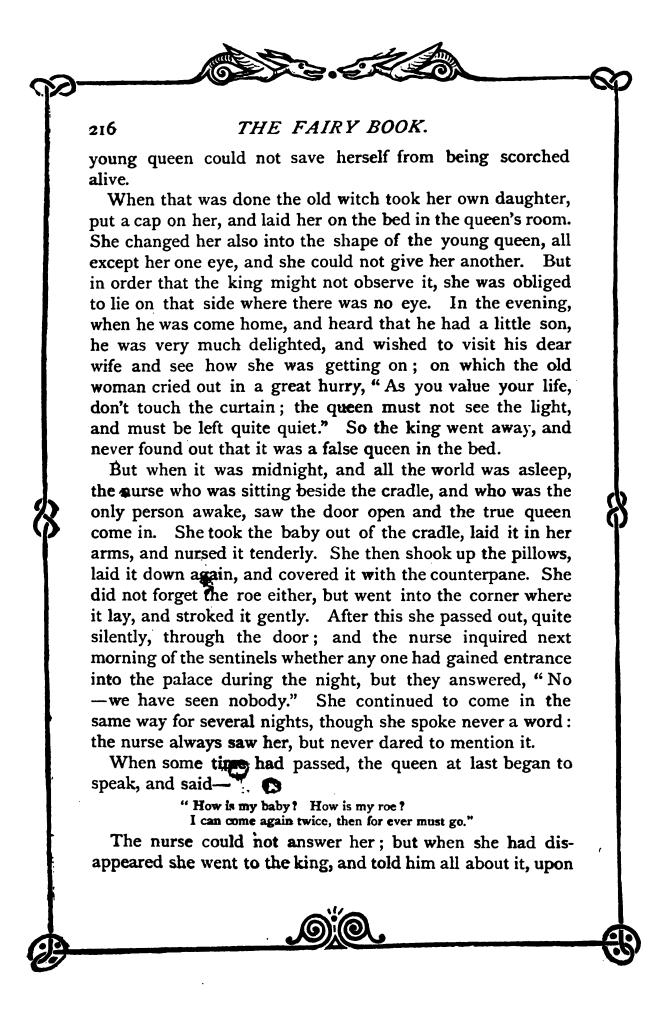 216 THE FAIRY BOOK.
young queen could not save herself from being scorched
alive.
When that was done the old witch took her own daughter,
put a cap on her, and laid her on the bed in the queen's room.
She changed her also into the shape of the young queen, all
except her one eye, and she could not give her another. But
in order that the king might not observe it, she was obliged
to lie on that side where there was no eye. In the evening,
when he was come home, and heard that he had a little son,
he was very much delighted, and wished to visit his dear
wife and see how she was getting on; on which the old
woman cried out in a great hurry, "As you value your life,
don't touch the curtain; the queen must not see the light,
and must be left quite quiet." So the king went away, and
never found out that it was a false queen in the bed.
But when it was midnight, and all the world was asleep,
the nurse who was sitting beside the cradle, and who was the
only person awake, saw the door open and the true queen
come in. She took the baby out of the cradle, laid it in her
arms, and nursed it tenderly. She then shook up the pillows,
laid it down again, and covered it with the counterpane. She
did not forget the roe either, but went into the corner where
it lay, and stroked it gently. After this she passed out, quite
silently, through the door; and the nurse inquired next
morning of the sentinels whether any one had gained entrance
into the palace during the night, but they answered, "No
—we have seen nobody." She continued to come in the
same way for several nights, though she spoke never a word:
the nurse always saw her, but never dared to mention it.
When some time had passed, the queen at last began to
speak, and said—
"How is my baby? How is my roe?
I can come again twice, then for ever must go."
The nurse could not answer her; but when she had dis-
appeared she went to the king, and told him all about it, upon